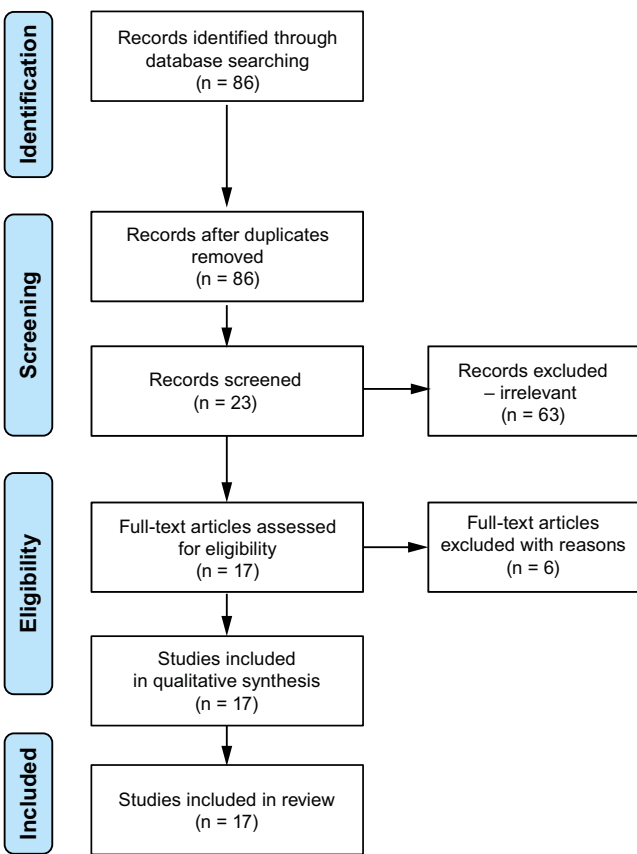 Identification
Records identified through
database searching
(n = 86)
Screening
Records after duplicates
removed
(n = 86)
Records screened
(n = 23)
Records excluded
– irrelevant
(n = 63)
Eligibility
Full-text articles assessed
for eligibility
(n = 17)
Full-text articles
excluded with reasons
(n = 6)
Studies included
in qualitative synthesis
(n = 17)
Included
Studies included in review
(n = 17)